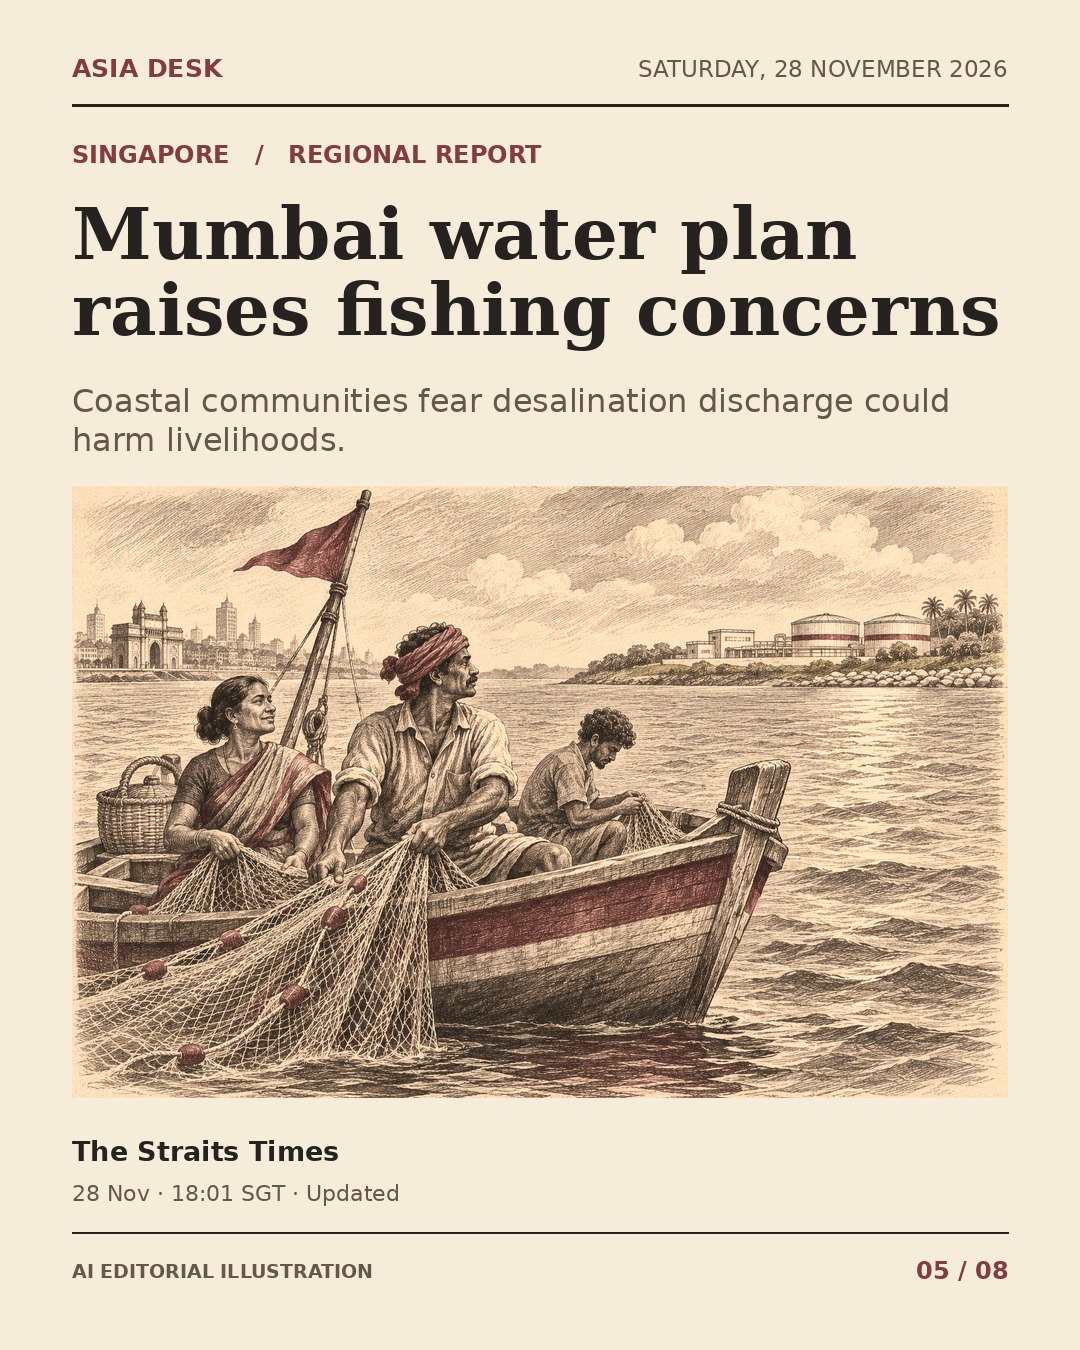 ASIA DESK
SATURDAY, 28 NOVEMBER 2026
SINGAPORE / REGIONAL REPORT
Mumbai water plan
raises fishing concerns
Coastal communities fear desalination discharge could
harm livelihoods.
The Straits Times
28 Nov · 18:01 SGT · Updated
AI EDITORIAL ILLUSTRATION
05 / 08